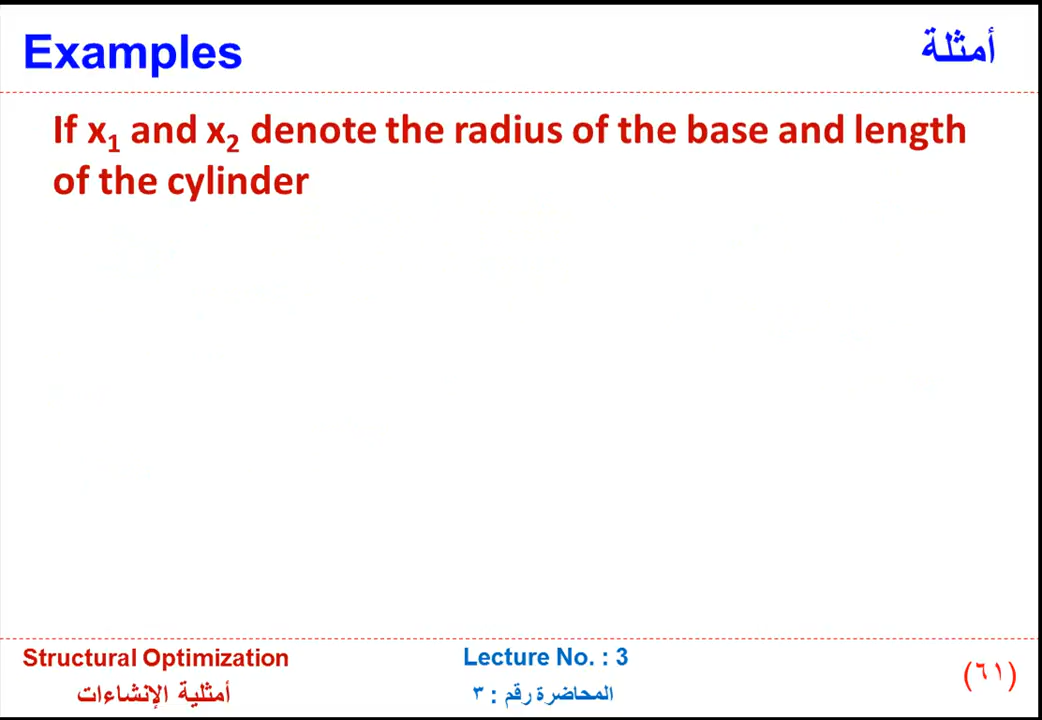 Examples
أمثلة
If x₁ and x₂ denote the radius of the base and length
of the cylinder
Structural Optimization
أمثلية الإنشاءات
Lecture No. : 3
المحاضرة رقم : ٣
(٦١)